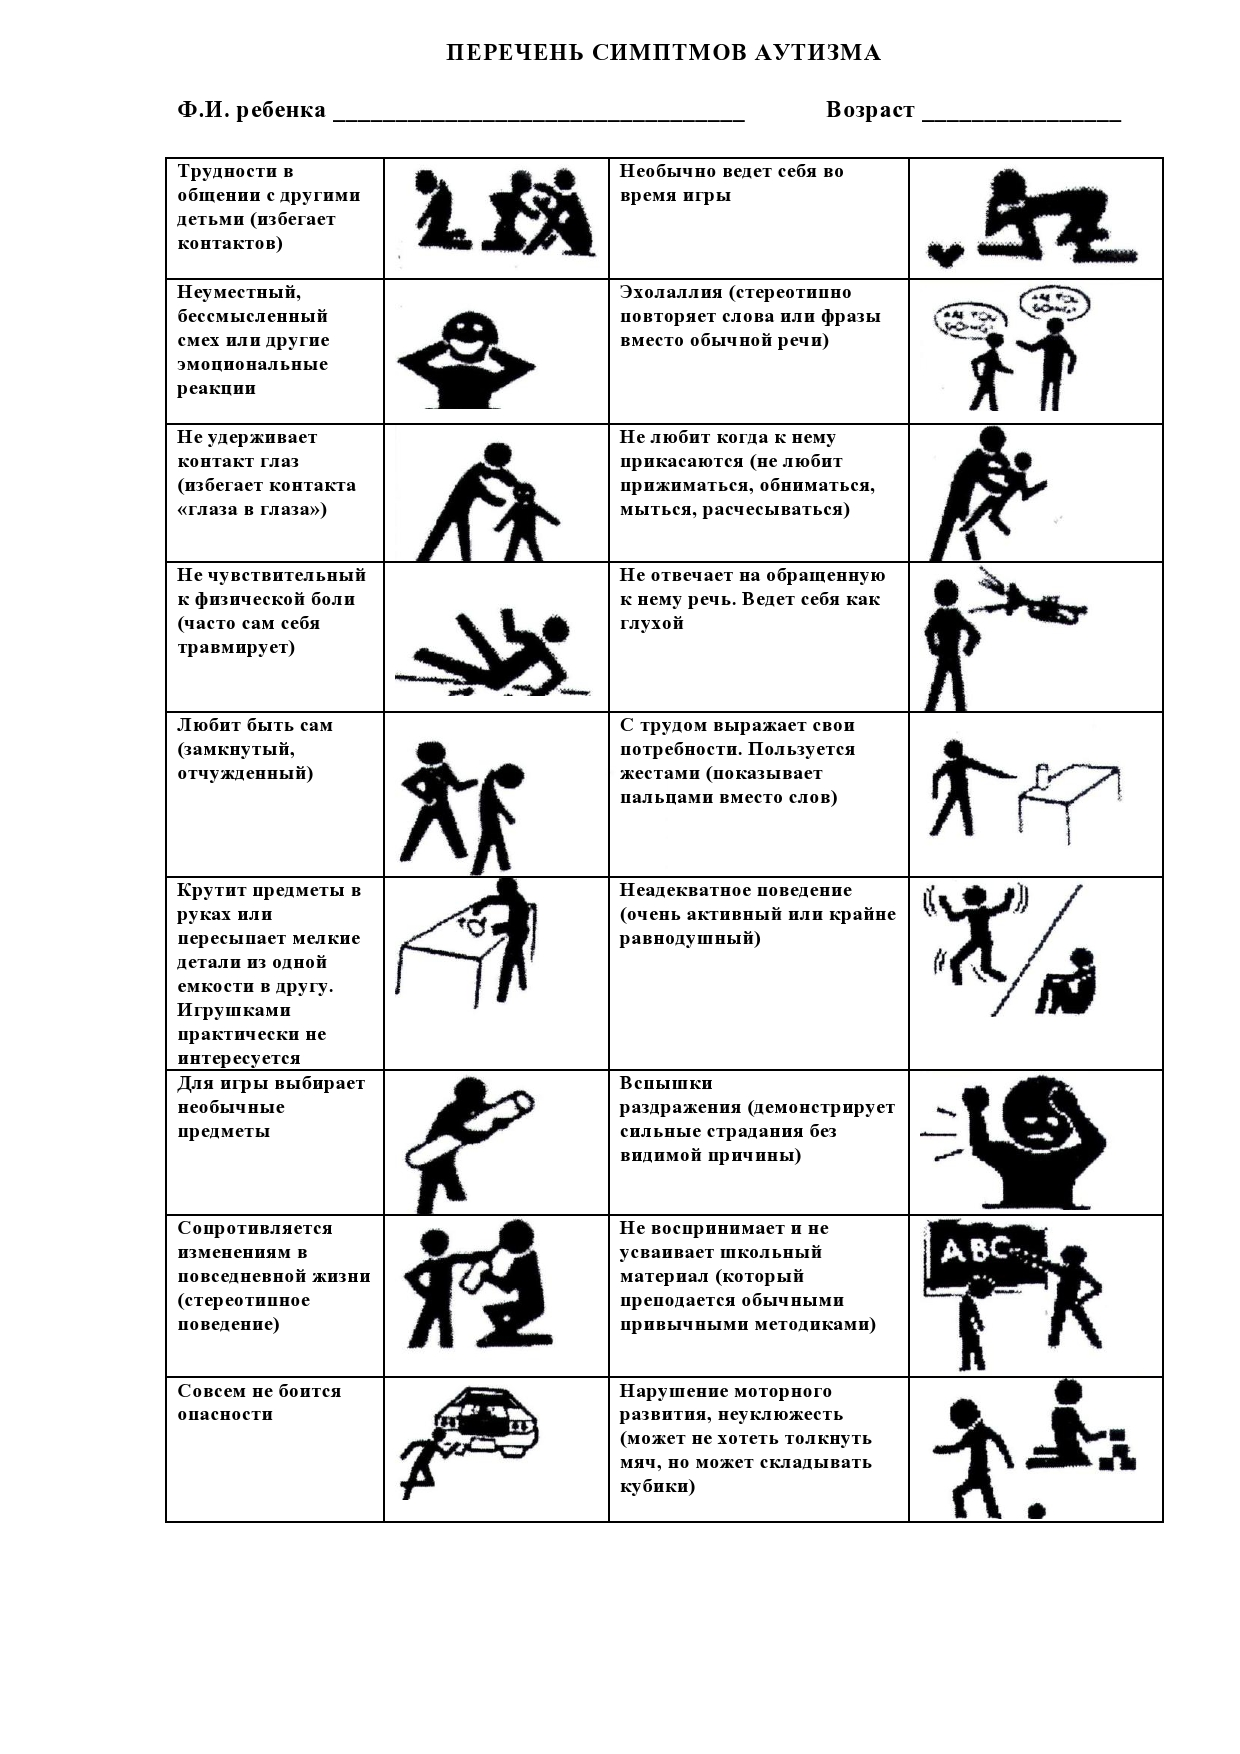 ПЕРЕЧЕНЬ СИМПТМОВ АУТИЗМА
Ф.И. ребенка _________________________________ Возраст ________________
Трудности в
общении с другими
детьми (избегает
контактов)
Необычно ведет себя во
время игры
Неуместный,
бессмысленный
смех или другие
эмоциональные
реакции
Эхолаллия (стереотипно
повторяет слова или фразы
вместо обычной речи)
Не удерживает
контакт глаз
(избегает контакта
«глаза в глаза»)
Не любит когда к нему
прикасаются (не любит
прижиматься, обниматься,
мыться, расчесываться)
Не чувствительный
к физической боли
(часто сам себя
травмирует)
Не отвечает на обращенную
к нему речь. Ведет себя как
глухой
Любит быть сам
(замкнутый,
отчужденный)
С трудом выражает свои
потребности. Пользуется
жестами (показывает
пальцами вместо слов)
Крутит предметы в
руках или
пересыпает мелкие
детали из одной
емкости в другу.
Игрушками
практически не
интересуется
Неадекватное поведение
(очень активный или крайне
равнодушный)
Для игры выбирает
необычные
предметы
Вспышки
раздражения (демонстрирует
сильные страдания без
видимой причины)
Сопротивляется
изменениям в
повседневной жизни
(стереотипное
поведение)
Не воспринимает и не
усваивает школьный
материал (который
преподается обычными
привычными методиками)
ABC
Совсем не боится
опасности
Нарушение моторного
развития, неуклюжесть
(может не хотеть толкнуть
мяч, но может складывать
кубики)